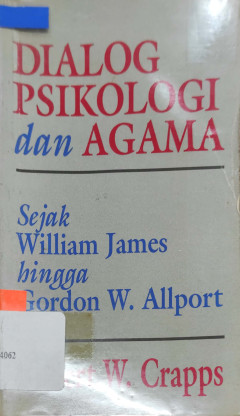 DIALOG
PSIKOLOGI
dan AGAMA
Sejak
William James
hingga
Gordon W. Allport
W. Crapps
4062